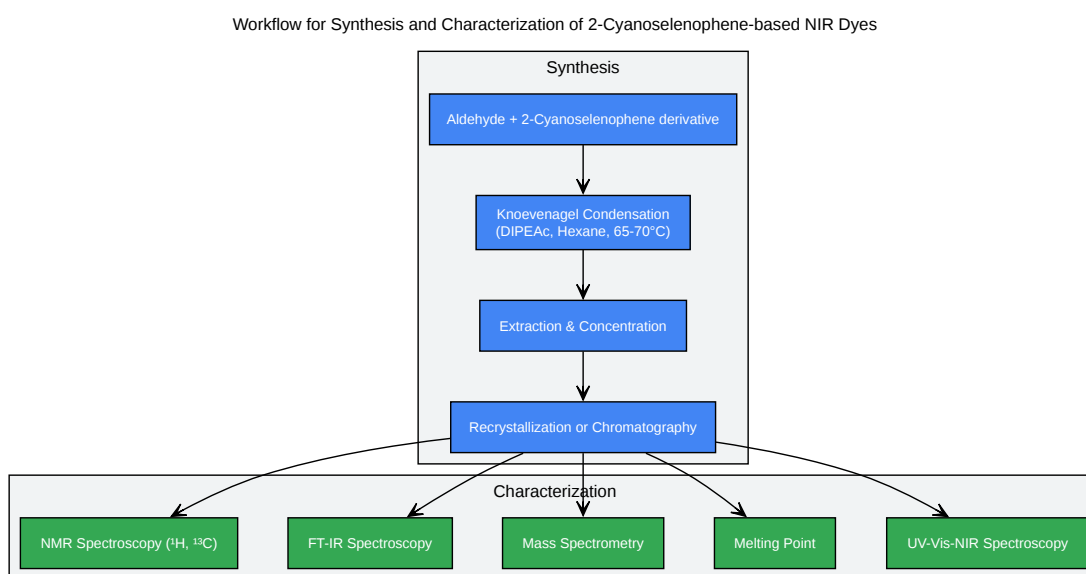 Workflow for Synthesis and Characterization of 2-Cyanoselenophene-based NIR Dyes
Synthesis
Aldehyde + 2-Cyanoselenophene derivative
Knoevenagel Condensation
(DIPEAc, Hexane, 65-70°C)
Extraction & Concentration
Recrystallization or Chromatography
Characterization
NMR Spectroscopy (¹H, ¹³C)
FT-IR Spectroscopy
Mass Spectrometry
Melting Point
UV-Vis-NIR Spectroscopy